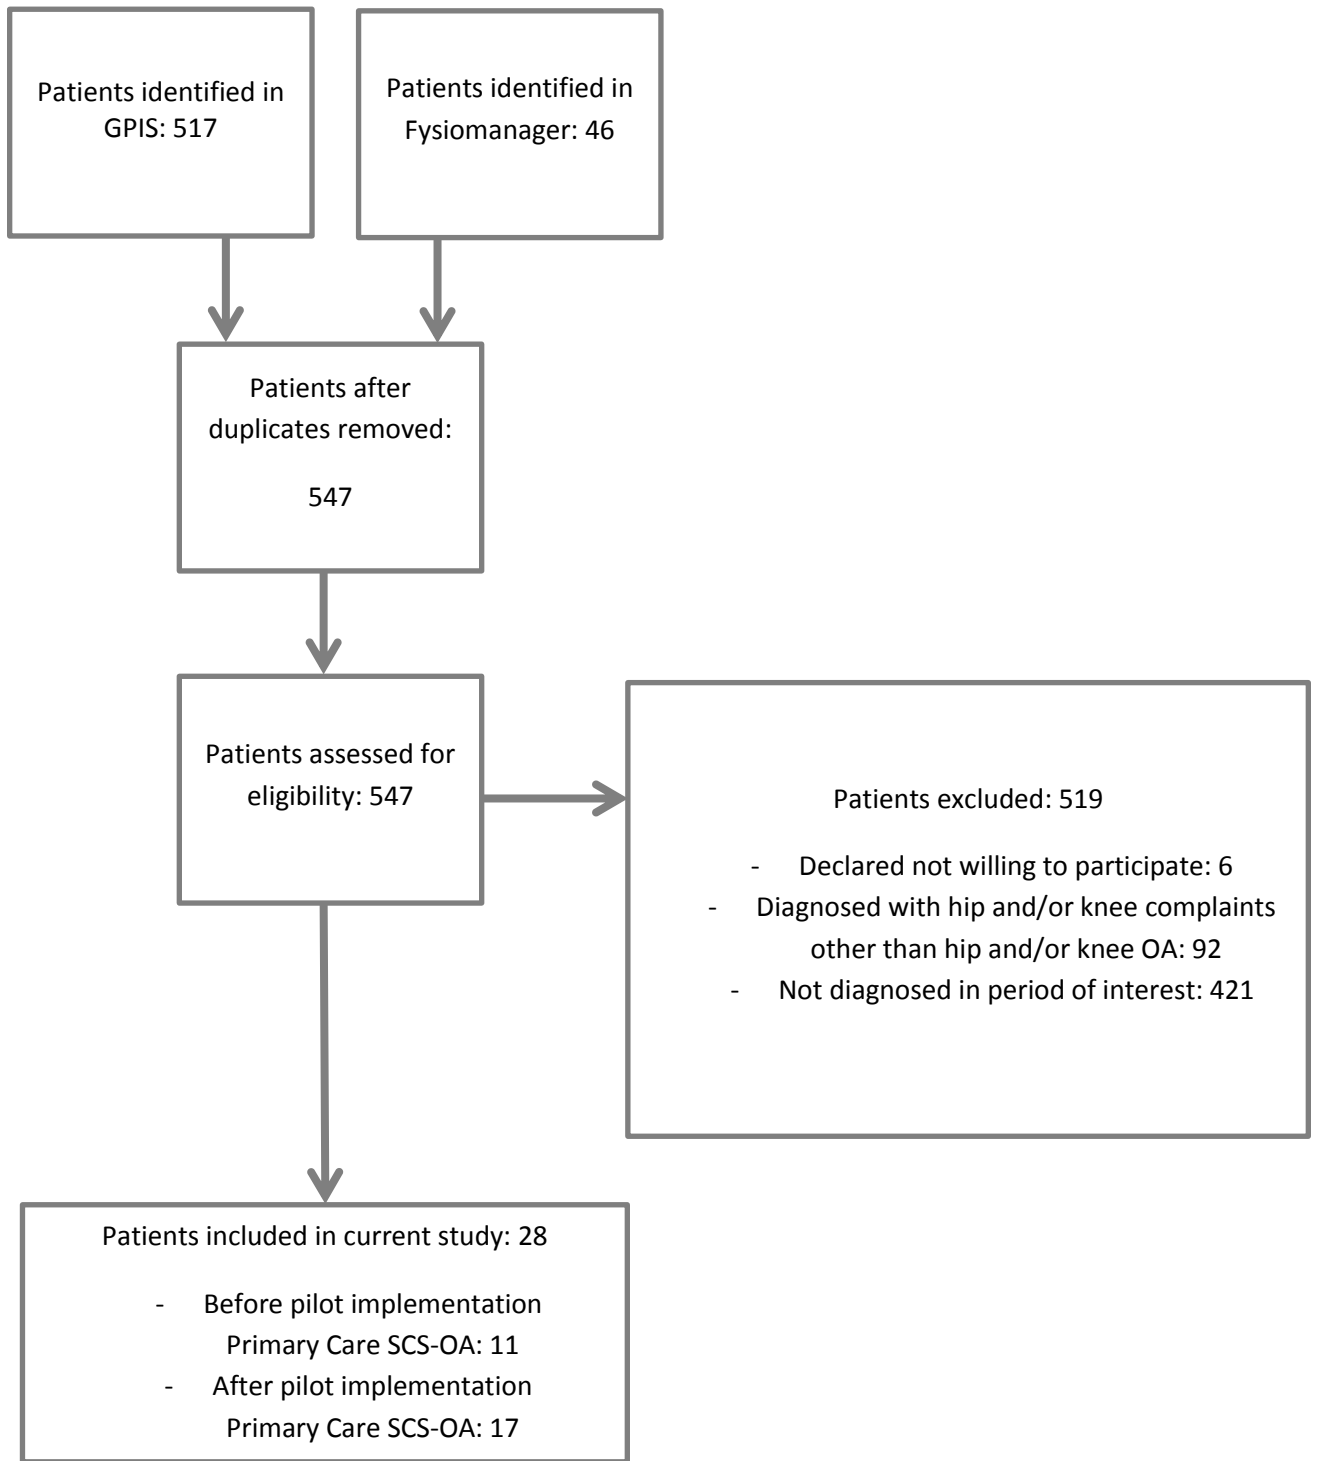 Patients identified in
GPIS: 517
Patients identified in
Fysiomanager: 46
Patients after
duplicates removed:
547
Patients assessed for
eligibility: 547
Patients excluded: 519
- Declared not willing to participate: 6
- Diagnosed with hip and/or knee complaints
other than hip and/or knee OA: 92
- Not diagnosed in period of interest: 421
Patients included in current study: 28
- Before pilot implementation
Primary Care SCS-OA: 11
- After pilot implementation
Primary Care SCS-OA: 17